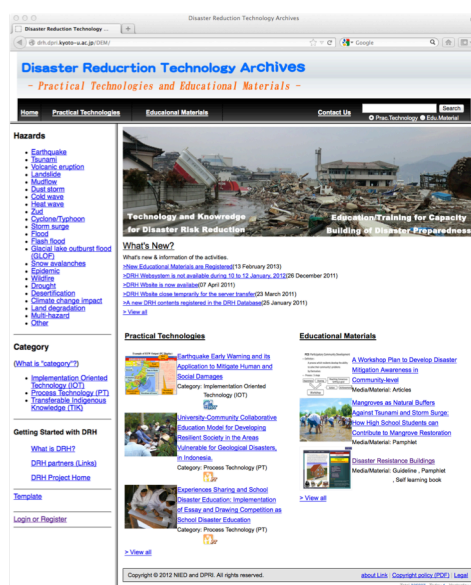 Disaster Reduction Technology Archives
Disaster Reduction Technology ...
drh.dpri.kyoto-u.ac.jp/DEM/
Google
Disaster Reducrtion Technology Archives
- Practical Technologies and Educational Materials -
Home
Practical Technologies
Educaional Materials
Contact Us
Search
Prac.Technology
Edu.Material
Hazards
Earthquake
Tsunami
Volcanic eruption
Landslide
Mudflow
Dust storm
Cold wave
Heat wave
Zud
Cyclone/Typhoon
Storm surge
Flood
Flash flood
Glacial lake outburst flood
(GLOF)
Snow avalanches
Epidemic
Wildfire
Drought
Desertification
Climate change impact
Land degradation
Multi-hazard
Other
Category
(What is "category"?)
Implementation Oriented
Technology (IOT)
Process Technology (PT)
Transferable Indigenous
Knowledge (TIK)
Getting Started with DRH
What is DRH?
DRH partners (Links)
DRH Project Home
Template
Login or Register
Technology and Knowredge
for Disaster Risk Reduction
Education/Training for Capacity
Building of Disaster Preparedness
What's New?
What's new & information of the activities.
>New Educational Materials are Registered(13 February 2013)
>DRH Websystem is not available during 10 to 12 January, 2012(26 December 2011)
>DRH Wbsite is now availabe(07 April 2011)
>DRH Wbsite close temporarily for the server transfer(23 March 2011)
>A new DRH contents registered in the DRH Database(25 January 2011)
> View all
Practical Technologies
Earthquake Early Warning and its
Application to Mitigate Human and
Social Damages
Category: Implementation Oriented
Technology (IOT)
University-Community Collaborative
Education Model for Developing
Resilient Society in the Areas
Vulnerable for Geological Disasters,
in Indonesia.
Category: Process Technology (PT)
Experiences Sharing and School
Disaster Education: Implementation
of Essay and Drawing Competition as
School Disaster Education
Category: Process Technology (PT)
> View all
Educational Materials
A Workshop Plan to Develop Disaster
Mitigation Awareness in
Community-level
Media/Material: Articles
Mangroves as Natural Buffers
Against Tsunami and Storm Surge:
How High School Students can
Contribute to Mangrove Restoration
Media/Material: Pamphlet
Disaster Resistance Buildings
Media/Material: Guideline , Pamphlet
, Self learning book
> View all
Copyright © 2012 NIED and DPRI. All rights reserved.
about Link
Copyright policy (PDF)
Legal